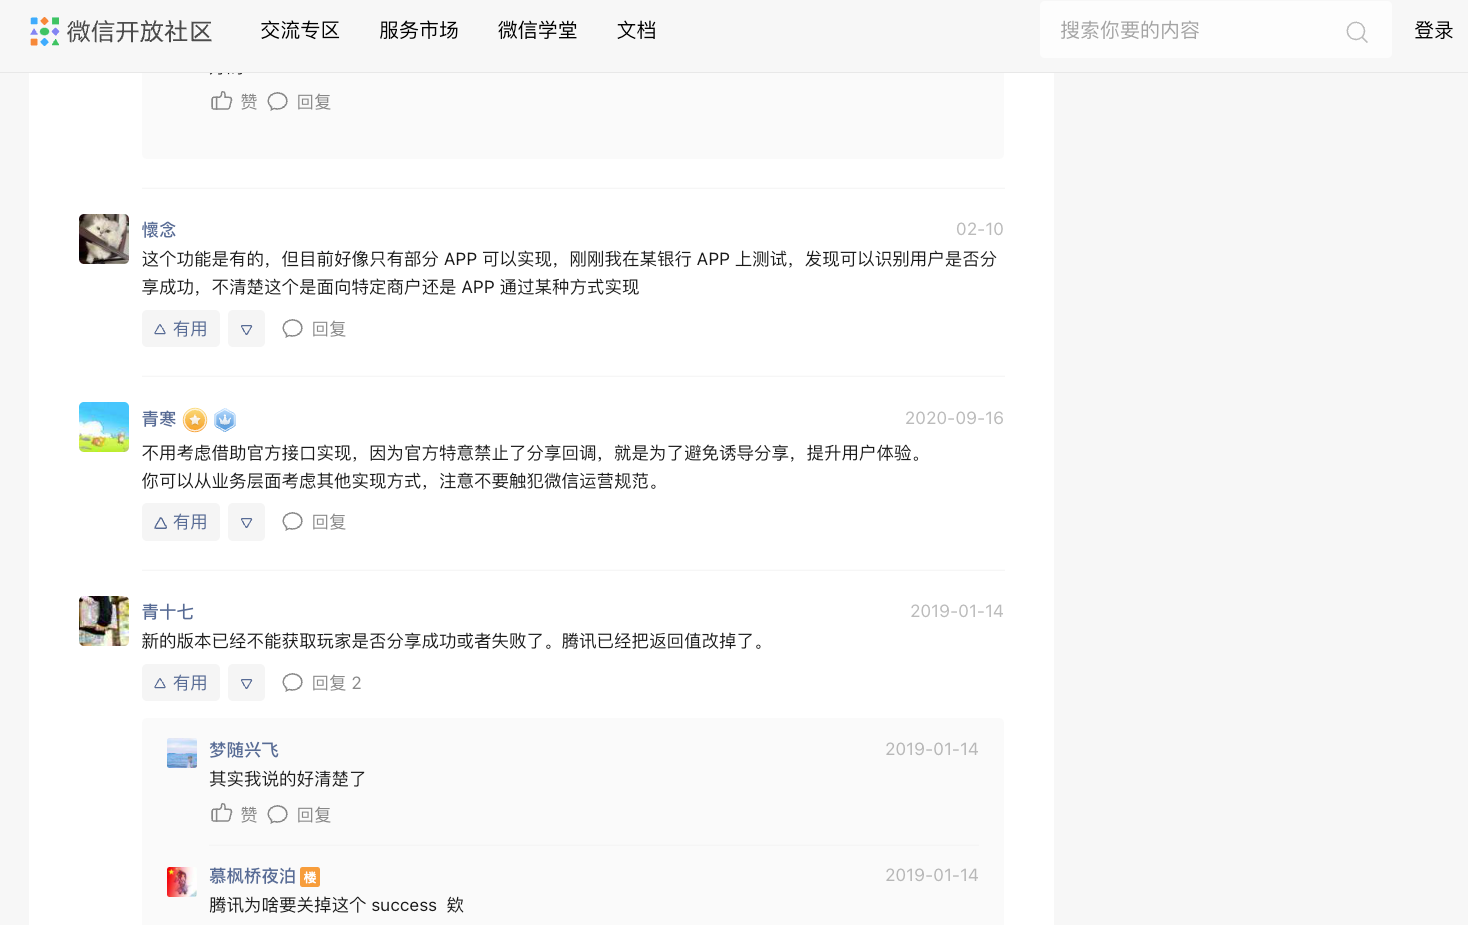 微信开放社区 交流专区 服务市场 微信学堂 文档 搜索你要的内容 登录
赞 回复
懷念 02-10
这个功能是有的，但目前好像只有部分 APP 可以实现，刚刚我在某银行 APP 上测试，发现可以识别用户是否分
享成功，不清楚这个是面向特定商户还是 APP 通过某种方式实现
有用 回复
青寒 2020-09-16
不用考虑借助官方接口实现，因为官方特意禁止了分享回调，就是为了避免诱导分享，提升用户体验。
你可以从业务层面考虑其他实现方式，注意不要触犯微信运营规范。
有用 回复
青十七 2019-01-14
新的版本已经不能获取玩家是否分享成功或者失败了。腾讯已经把返回值改掉了。
有用 回复 2
梦随兴飞 2019-01-14
其实我说的好清楚了
赞 回复
慕枫桥夜泊 楼 2019-01-14
腾讯为啥要关掉这个 success 欸